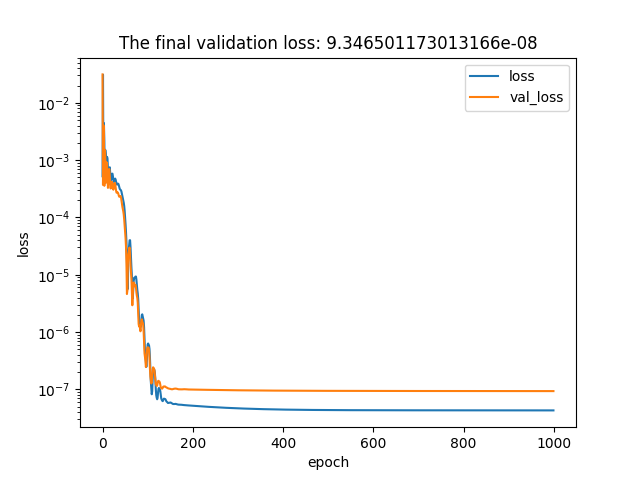 The final validation loss: 9.346501173013166e-08
loss
val_loss
10⁻²
10⁻³
10⁻⁴
10⁻⁵
10⁻⁶
10⁻⁷
loss
0
200
400
600
800
1000
epoch